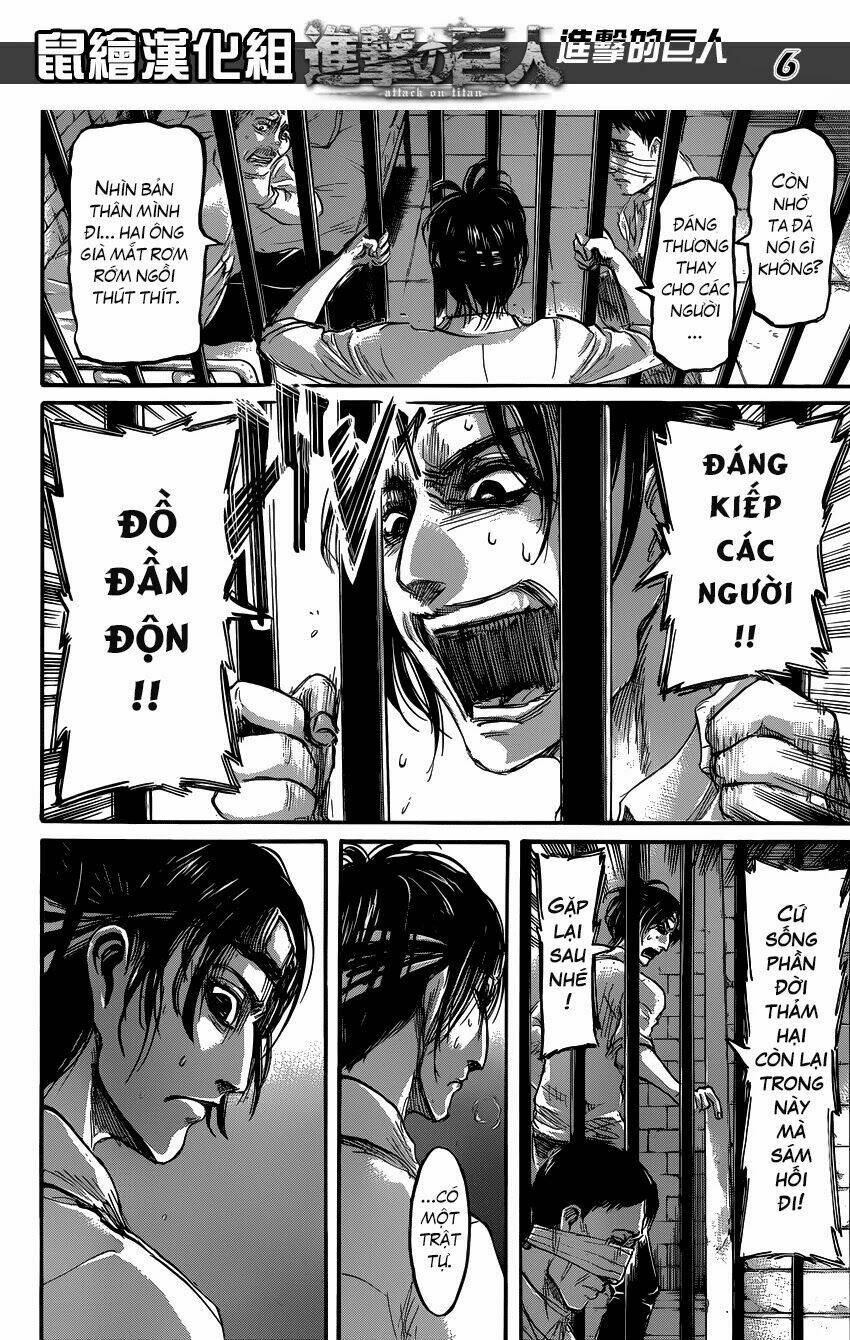 鼠繪漢化組
進撃の巨人
attack on titan
進擊的巨人
6
CÒN
NHỚ
TA ĐÃ
NÓI GÌ
KHÔNG?
ĐÁNG
THƯƠNG
THAY
CHO CÁC
NGƯỜI
...
NHÌN BẢN
THÂN MÌNH
ĐI... HAI ÔNG
GIÀ MẮT RƠM
RỚM NGỒI
THÚT THÍT.
ĐÁNG
KIẾP
CÁC
NGƯỜI
!!
ĐỒ
ĐẦN
ĐỘN
!!
CỨ
SỐNG
PHẦN
ĐỜI
THẢM
HẠI
CÒN LẠI
TRONG
NÀY
MÀ
SÁM
HỐI
ĐI!
GẶP
LẠI
SAU
NHÉ
!
...CÓ
MỘT
TRẬT
TỰ.